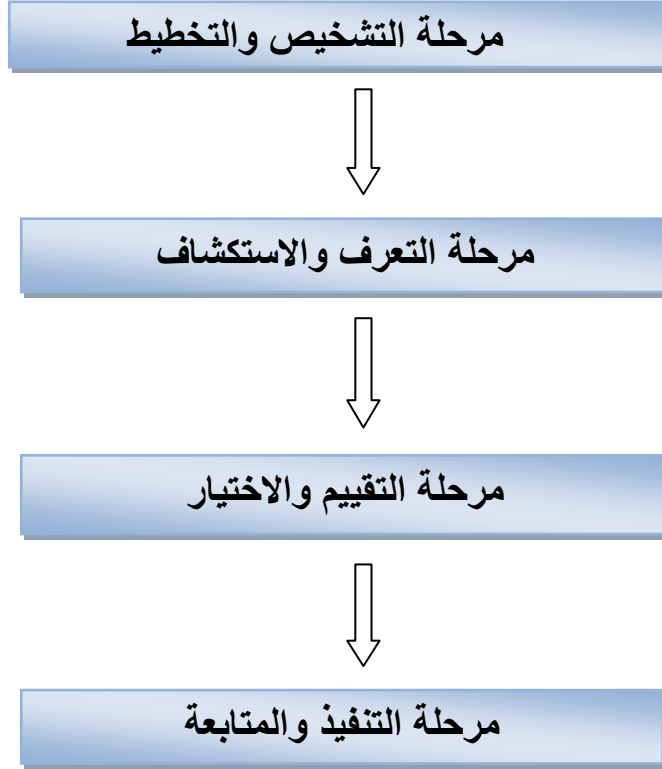 مرحلة التشخيص والتخطيط
مرحلة التعرف والاستكشاف
مرحلة التقييم والاختيار
مرحلة التنفيذ والمتابعة